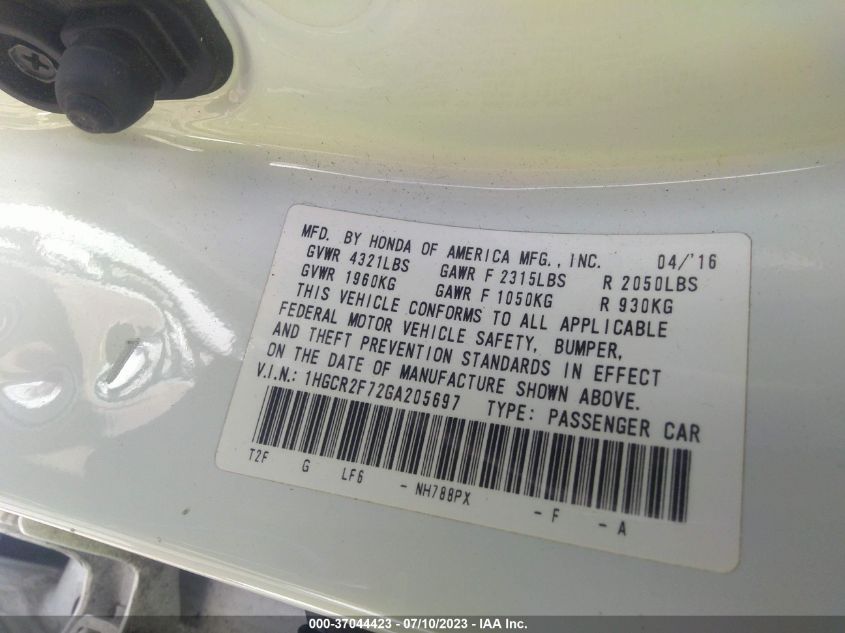 MFD. BY HONDA OF AMERICA MFG., INC. 04/'16
GVWR 4321LBS GAWR F 2315LBS R 2050LBS
GVWR 1960KG GAWR F 1050KG R 930KG
THIS VEHICLE CONFORMS TO ALL APPLICABLE
FEDERAL MOTOR VEHICLE SAFETY, BUMPER,
AND THEFT PREVENTION STANDARDS IN EFFECT
ON THE DATE OF MANUFACTURE SHOWN ABOVE.
V.I.N.: 1HGCR2F72GA205697 TYPE: PASSENGER CAR
T2F G LF6 - NH788PX - F - A
000-37044423 - 07/10/2023 - IAA Inc.